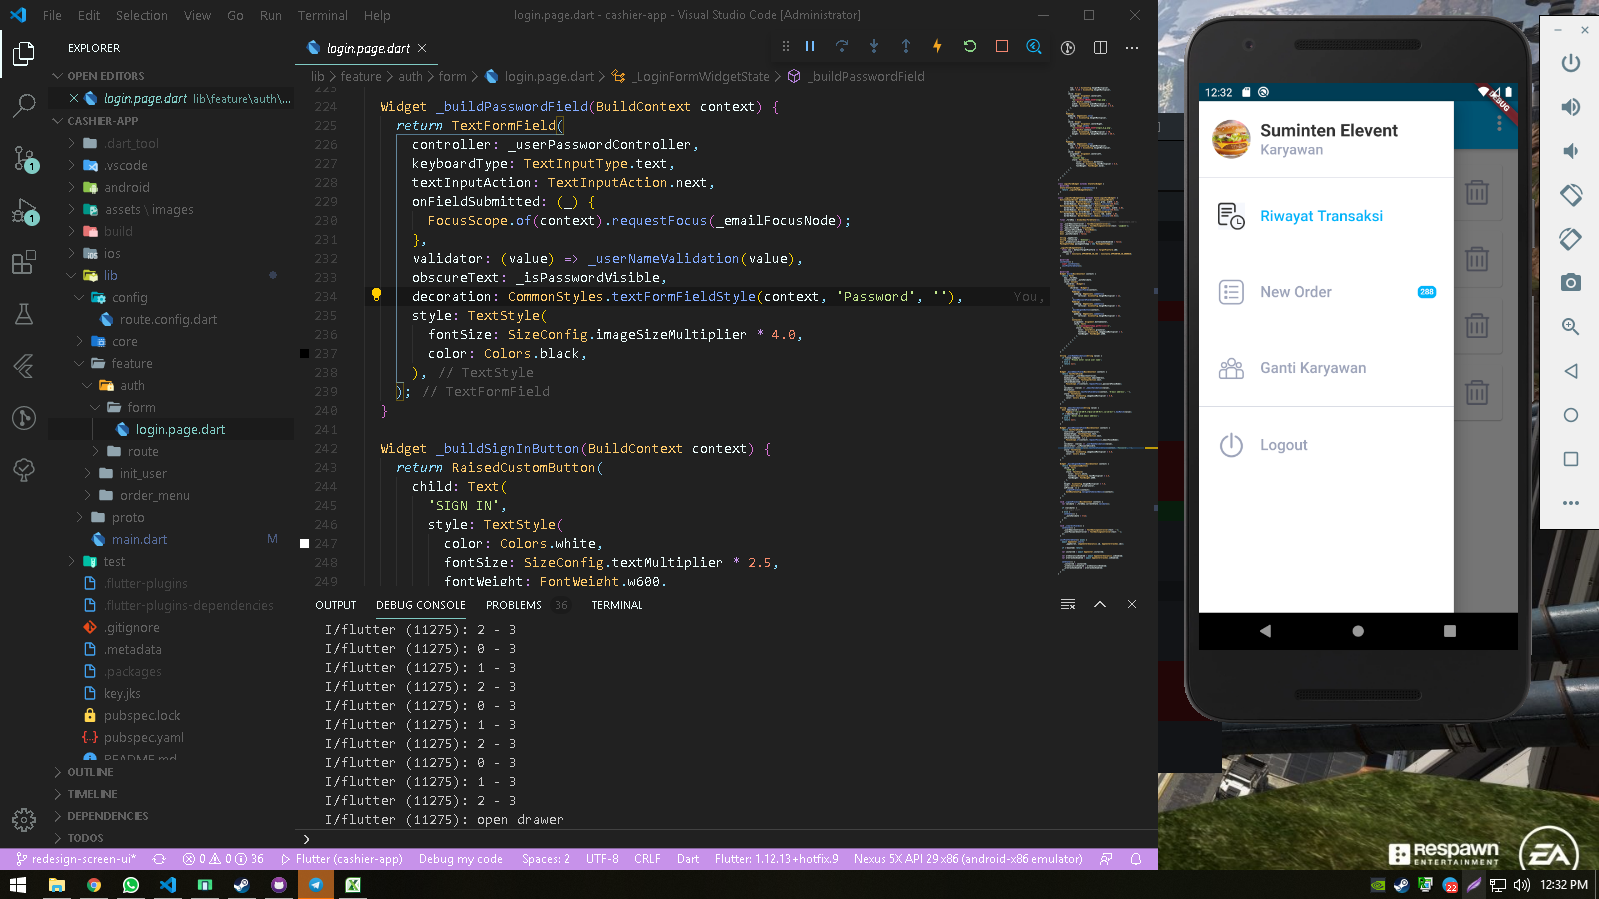 File Edit Selection View Go Run Terminal Help
login.page.dart - cashier-app - Visual Studio Code [Administrator]
EXPLORER
OPEN EDITORS
login.page.dart lib\feature\auth\...
CASHIER-APP
.dart_tool
.vscode
android
assets \ images
build
ios
lib
config
route.config.dart
core
feature
auth
form
login.page.dart
route
init_user
order_menu
proto
main.dart M
test
.flutter-plugins
.flutter-plugins-dependencies
.gitignore
.metadata
.packages
key.jks
pubspec.lock
pubspec.yaml
README.md
OUTLINE
TIMELINE
DEPENDENCIES
TODOS
1
1
login.page.dart
lib > feature > auth > form > login.page.dart > _LoginFormWidgetState > _buildPasswordField
223
224 Widget _buildPasswordField(BuildContext context) {
225 return TextFormField(
226 controller: _userPasswordController,
227 keyboardType: TextInputType.text,
228 textInputAction: TextInputAction.next,
229 onFieldSubmitted: (_) {
230 FocusScope.of(context).requestFocus(_emailFocusNode);
231 },
232 validator: (value) => _userNameValidation(value),
233 obscureText: _isPasswordVisible,
234 decoration: CommonStyles.textFormFieldStyle(context, 'Password', ''), You,
235 style: TextStyle(
236 fontSize: SizeConfig.imageSizeMultiplier * 4.0,
237 color: Colors.black,
238 ), // TextStyle
239 ); // TextFormField
240 }
241
242 Widget _buildSignInButton(BuildContext context) {
243 return RaisedCustomButton(
244 child: Text(
245 'SIGN IN',
246 style: TextStyle(
247 color: Colors.white,
248 fontSize: SizeConfig.textMultiplier * 2.5,
249 fontWeight: FontWeight.w600,
OUTPUT DEBUG CONSOLE PROBLEMS 36 TERMINAL
I/flutter (11275): 2 - 3
I/flutter (11275): 0 - 3
I/flutter (11275): 1 - 3
I/flutter (11275): 2 - 3
I/flutter (11275): 0 - 3
I/flutter (11275): 1 - 3
I/flutter (11275): 2 - 3
I/flutter (11275): 0 - 3
I/flutter (11275): 1 - 3
I/flutter (11275): 2 - 3
I/flutter (11275): open drawer
redesign-screen-ui* 0 0 36 Flutter (cashier-app) Debug my code Spaces: 2 UTF-8 CRLF Dart Flutter: 1.12.13+hotfix.9 Nexus 5X API 29 x86 (android-x86 emulator)
12:32
DEBUG
Suminten Elevent
Karyawan
Riwayat Transaksi
New Order 288
Ganti Karyawan
Logout
RESPAWN
ENTERTAINMENT
EA
22
12:32 PM